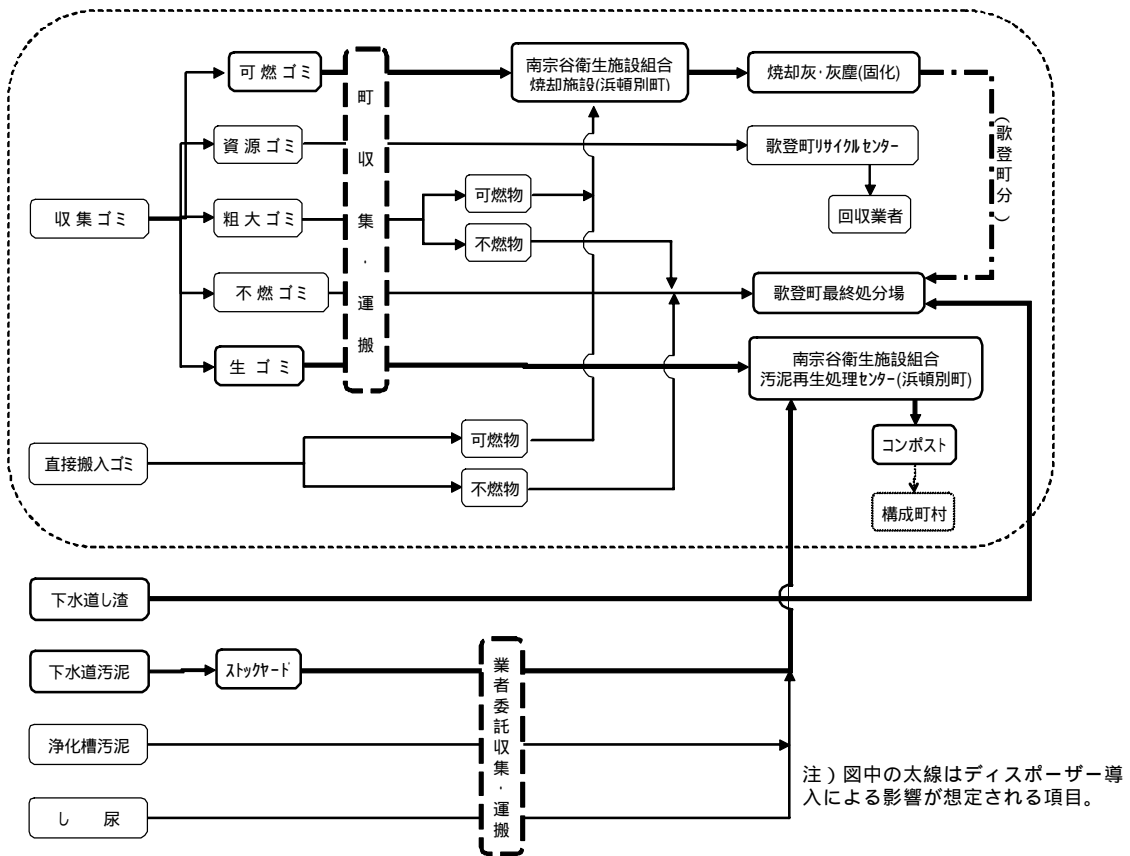 可燃ゴミ
南宗谷衛生施設組合
焼却施設(浜頓別町)
焼却灰・灰塵(固化)
(歌登町分)
町収集・運搬
資源ゴミ
歌登町リサイクルセンター
収集ゴミ
粗大ゴミ
可燃物
不燃物
回収業者
不燃ゴミ
歌登町最終処分場
生ゴミ
南宗谷衛生施設組合
汚泥再生処理センター(浜頓別町)
直接搬入ゴミ
可燃物
不燃物
コンポスト
構成町村
下水道し渣
下水道汚泥
ストックヤード
業者委託収集・運搬
浄化槽汚泥
し 尿
注)図中の太線はディスポーザー導
入による影響が想定される項目。